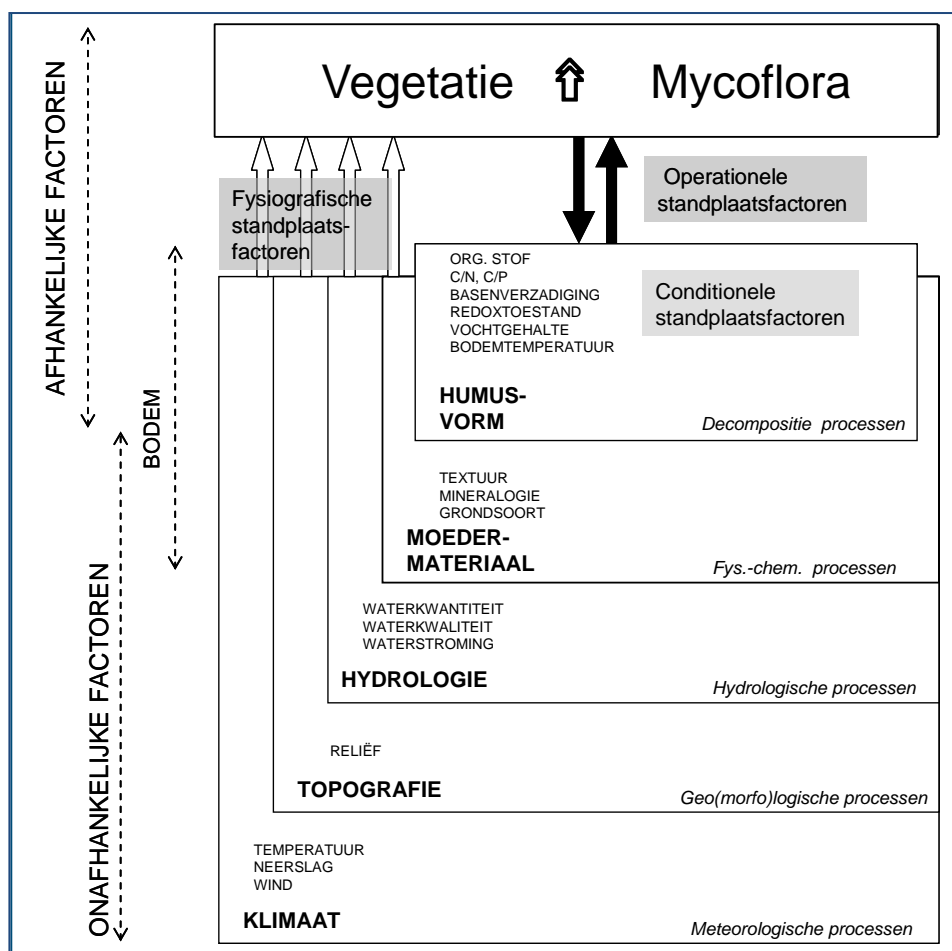 Vegetatie Mycoflora
AFHANKELIJKE FACTOREN
Fysiografische
standplaats-
factoren
Operationele
standplaatsfactoren
ORG. STOF
C/N, C/P
BASENVERZADIGING
REDOXTOESTAND
VOCHTGEHALTE
BODEMTEMPERATUUR
Conditionele
standplaatsfactoren
HUMUS-
VORM
Decompositie processen
BODEM
TEXTUUR
MINERALOGIE
GRONDSOORT
MOEDER-
MATERIAAL
Fys.-chem. processen
ONAFHANKELIJKE FACTOREN
WATERKWANTITEIT
WATERKWALITEIT
WATERSTROMING
HYDROLOGIE
Hydrologische processen
RELIËF
TOPOGRAFIE
Geo(morfo)logische processen
TEMPERATUUR
NEERSLAG
WIND
KLIMAAT
Meteorologische processen